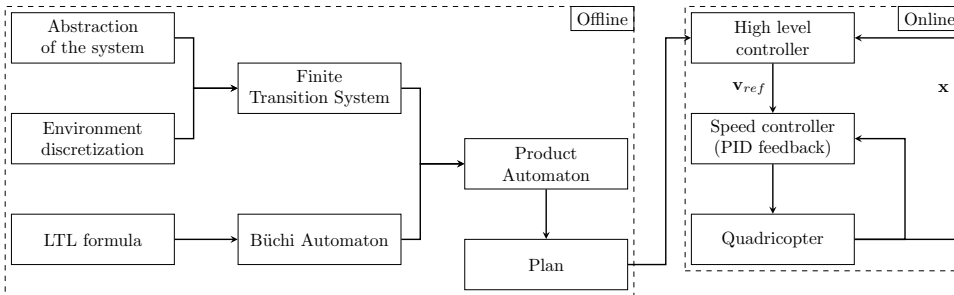 Offline
Abstraction
of the system
Environment
discretization
Finite
Transition System
LTL formula
Büchi Automaton
Product
Automaton
Plan
Online
High level
controller
v_ref
x
Speed controller
(PID feedback)
Quadricopter